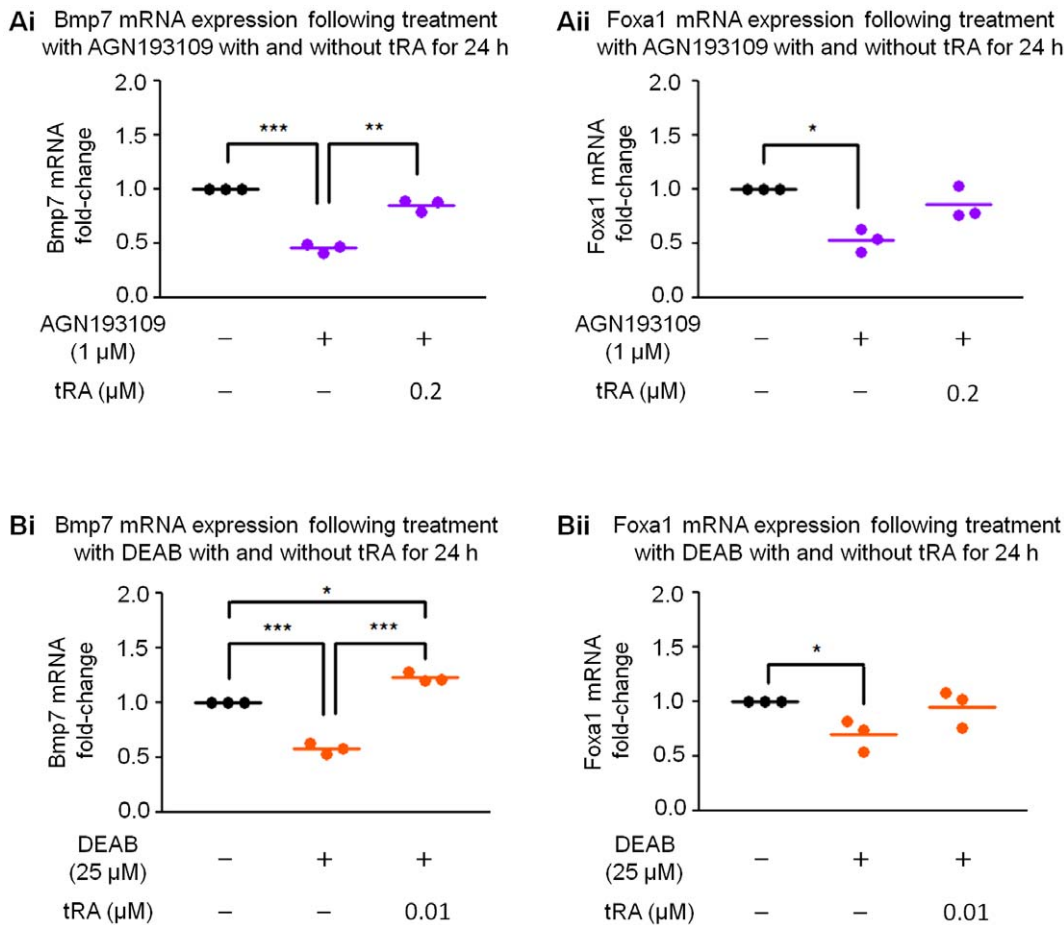 Ai Bmp7 mRNA expression following treatment
with AGN193109 with and without tRA for 24 h
Bmp7 mRNA
fold-change
2.0
1.5
1.0
0.5
0.0
***
**
AGN193109
(1 µM)
– + +
tRA (µM) – – 0.2
Aii Foxa1 mRNA expression following treatment
with AGN193109 with and without tRA for 24 h
Foxa1 mRNA
fold-change
2.0
1.5
1.0
0.5
0.0
*
AGN193109
(1 µM)
– + +
tRA (µM) – – 0.2
Bi Bmp7 mRNA expression following treatment
with DEAB with and without tRA for 24 h
Bmp7 mRNA
fold-change
2.0
1.5
1.0
0.5
0.0
*
***
***
DEAB
(25 µM)
– + +
tRA (µM) – – 0.01
Bii Foxa1 mRNA expression following treatment
with DEAB with and without tRA for 24 h
Foxa1 mRNA
fold-change
2.0
1.5
1.0
0.5
0.0
*
DEAB
(25 µM)
– + +
tRA (µM) – – 0.01